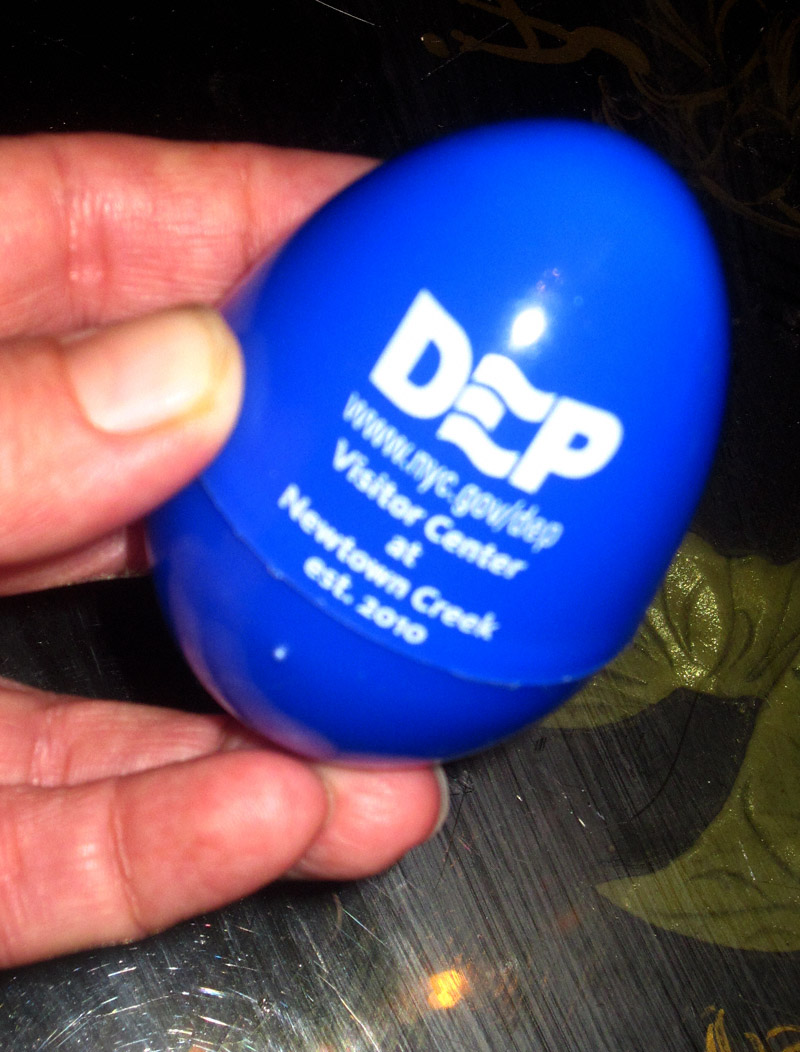 DEP
www.nyc.gov/dep
Visitor Center
at
Newtown Creek
est. 2010